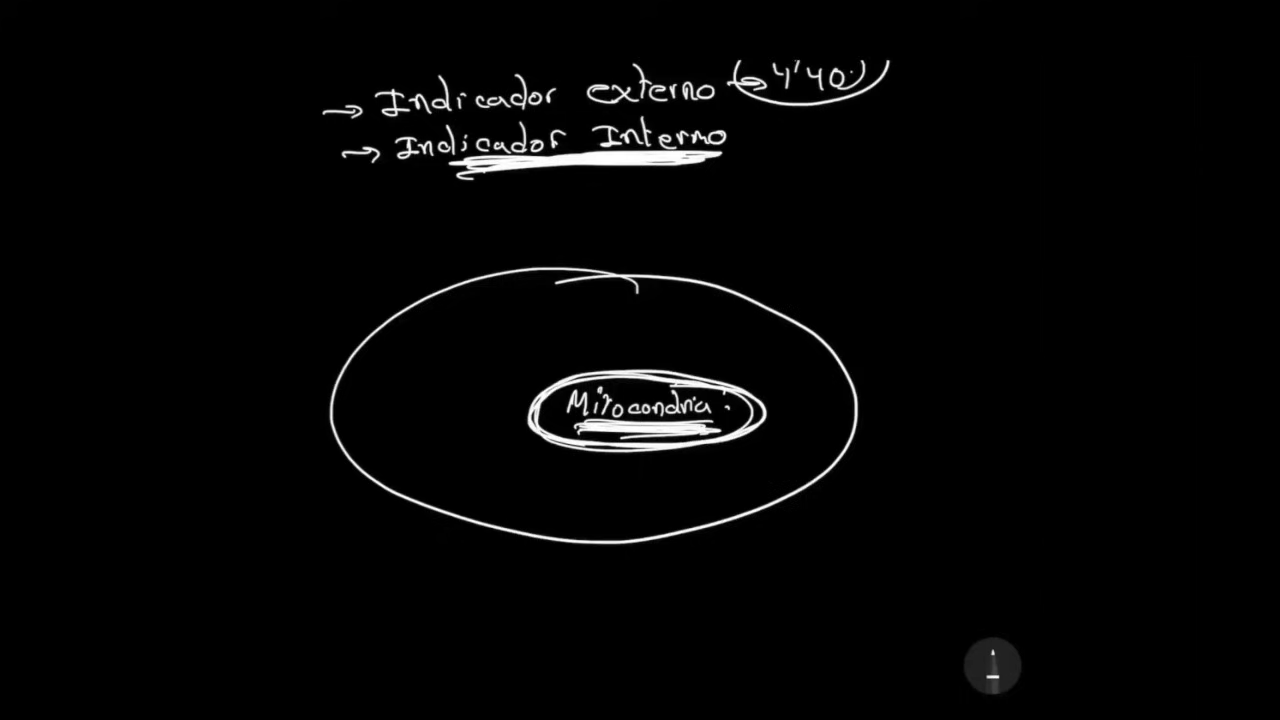 → Indicador externo → 4'40
→ Indicador Interno
Mitocondria